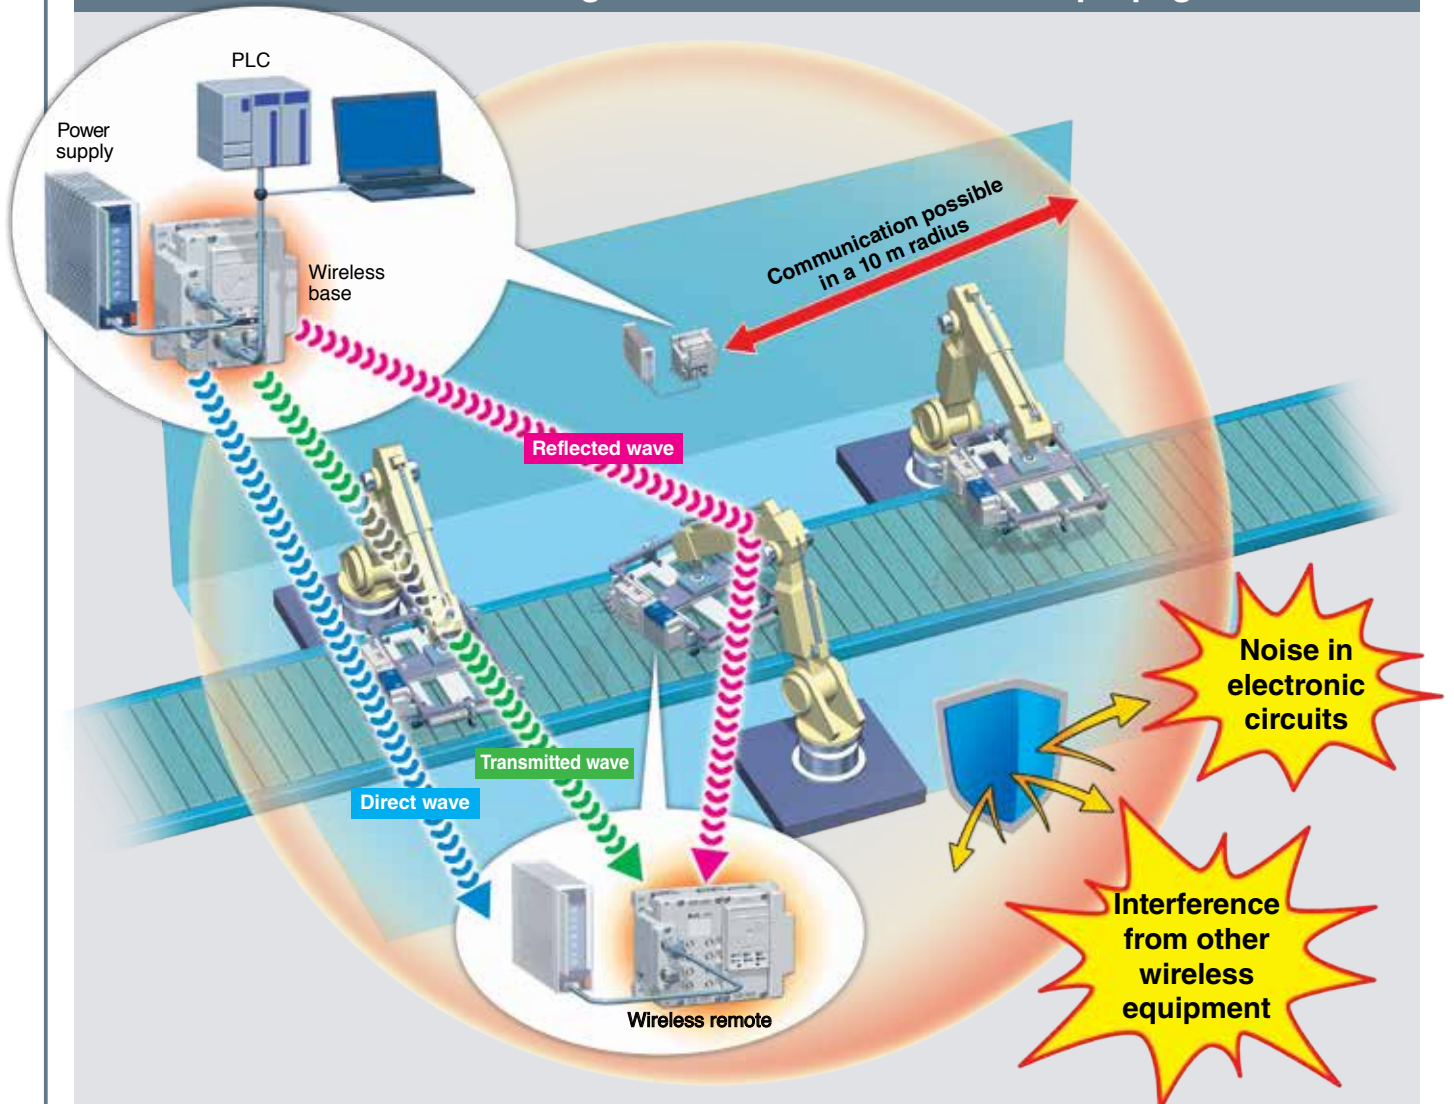 PLC
Power
supply
Wireless
base
Communication possible
in a 10 m radius
Reflected wave
Transmitted wave
Direct wave
Noise in
electronic
circuits
Interference
from other
wireless
equipment
Wireless remote